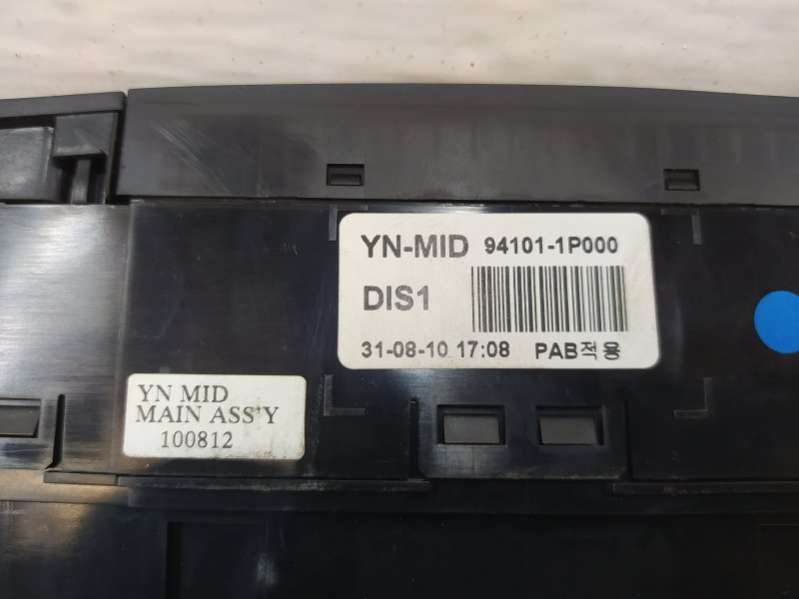 YN-MID 94101-1P000
DIS1
31-08-10 17:08 PAB적용
YN MID
MAIN ASS'Y
100812